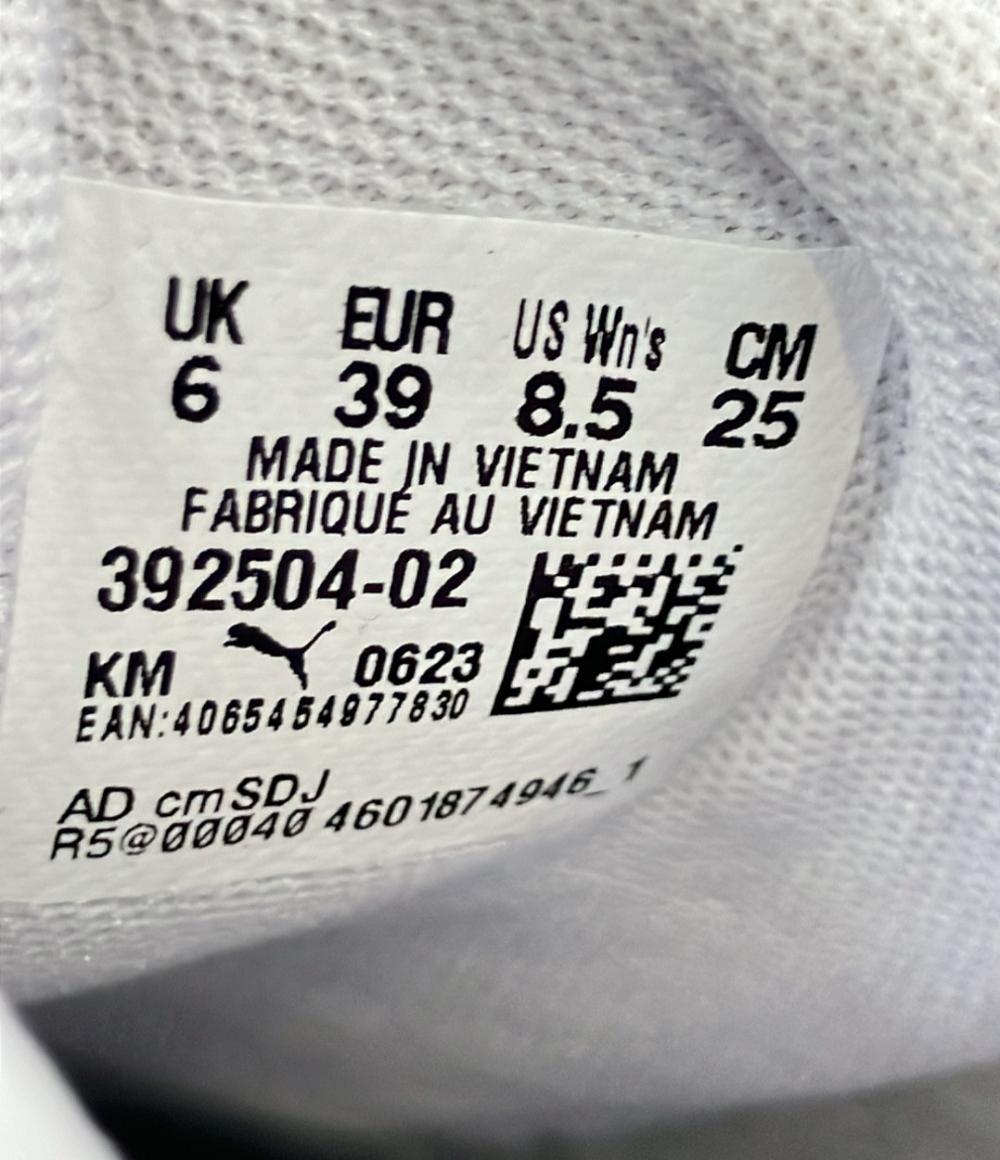 UK EUR US Wn's CM
6 39 8.5 25
MADE IN VIETNAM
FABRIQUÉ AU VIETNAM
392504-02
KM 0623
EAN:4065454977830
AD cmSDJ
R5@00040 4601874946_1